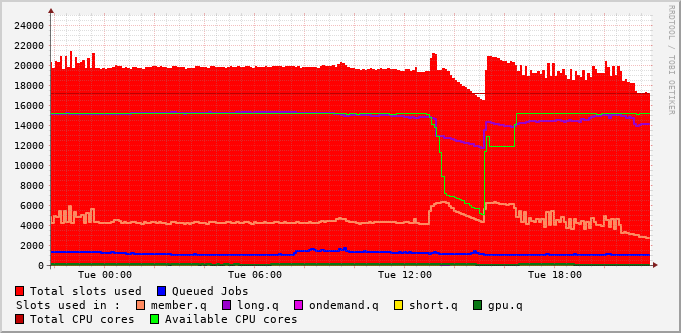 24000
22000
20000
18000
16000
14000
12000
10000
8000
6000
4000
2000
0
Tue 00:00 Tue 06:00 Tue 12:00 Tue 18:00
Total slots used Queued Jobs
Slots used in : member.q long.q ondemand.q short.q gpu.q
Total CPU cores Available CPU cores
RRDTOOL / TOBI OETIKER